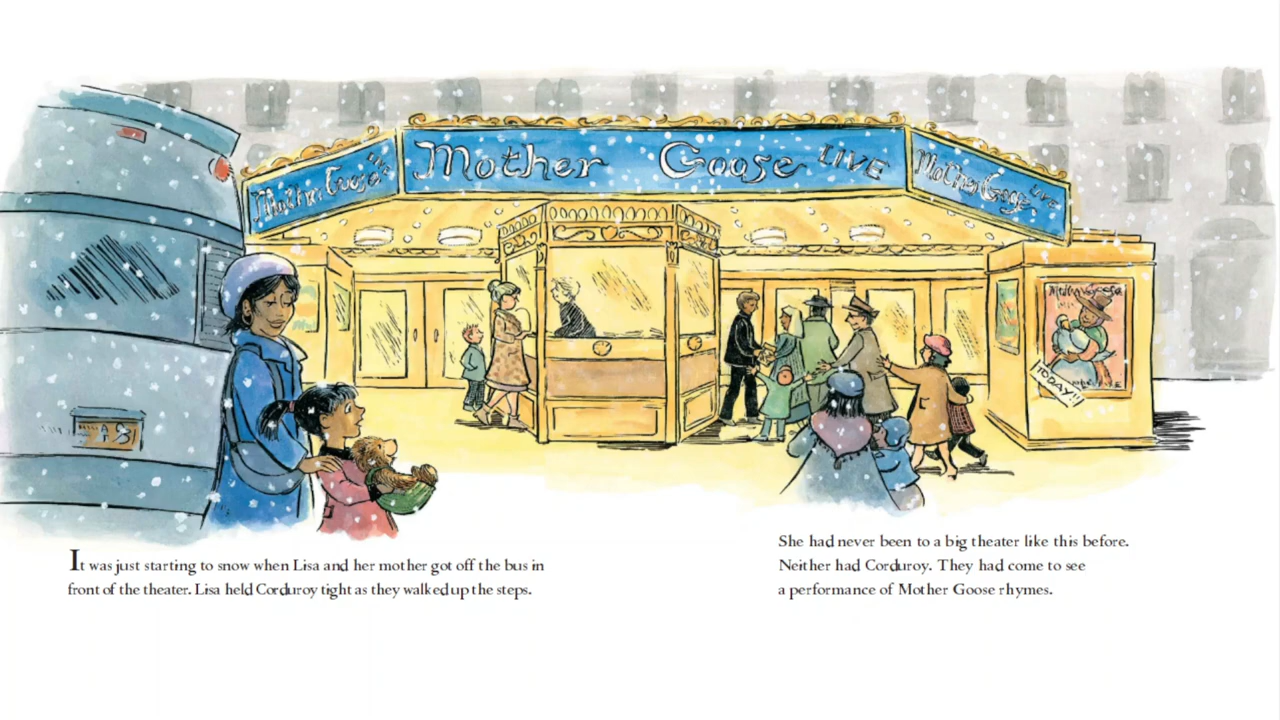 Mother Goose LIVE
Mother Goose LIVE
Mother Goose LIVE
Mother Goose
TODAY!!
It was just starting to snow when Lisa and her mother got off the bus in
front of the theater. Lisa held Corduroy tight as they walked up the steps.
She had never been to a big theater like this before.
Neither had Corduroy. They had come to see
a performance of Mother Goose rhymes.